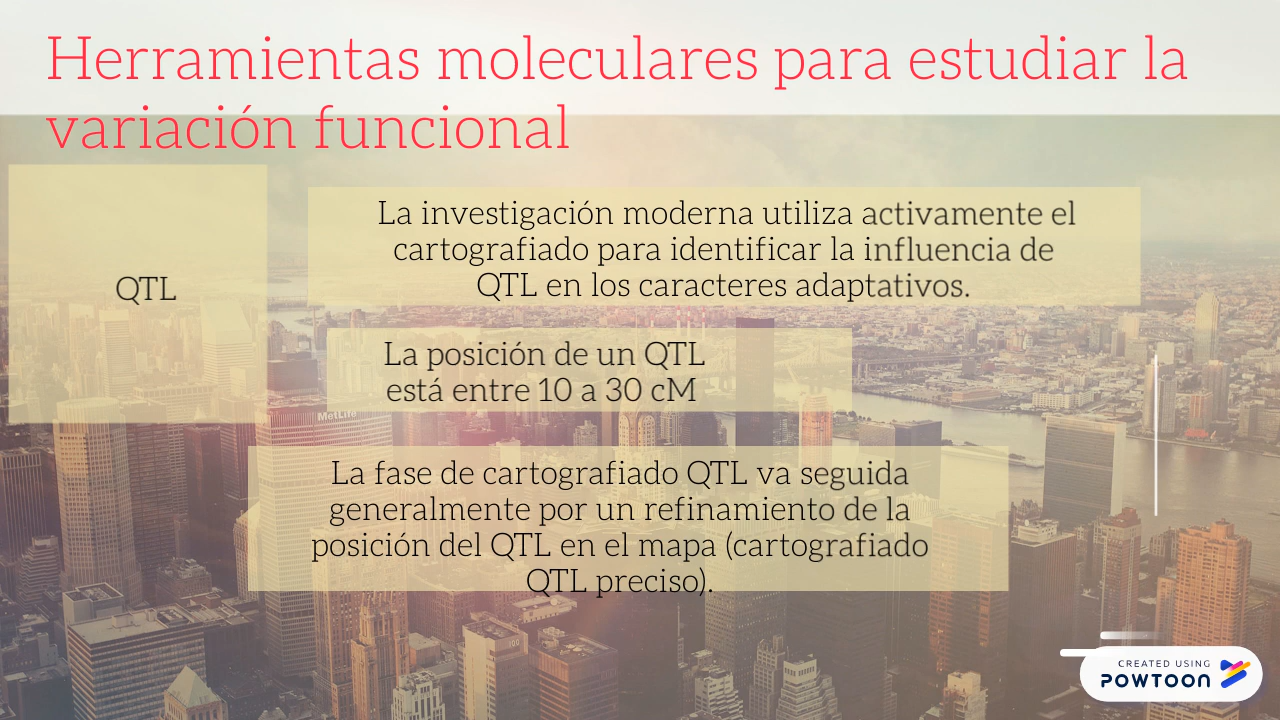 Herramientas moleculares para estudiar la
variación funcional
QTL
La investigación moderna utiliza activamente el
cartografiado para identificar la influencia de
QTL en los caracteres adaptativos.
La posición de un QTL
está entre 10 a 30 cM
MetLife
La fase de cartografiado QTL va seguida
generalmente por un refinamiento de la
posición del QTL en el mapa (cartografiado
QTL preciso).
CREATED USING
POWTOON